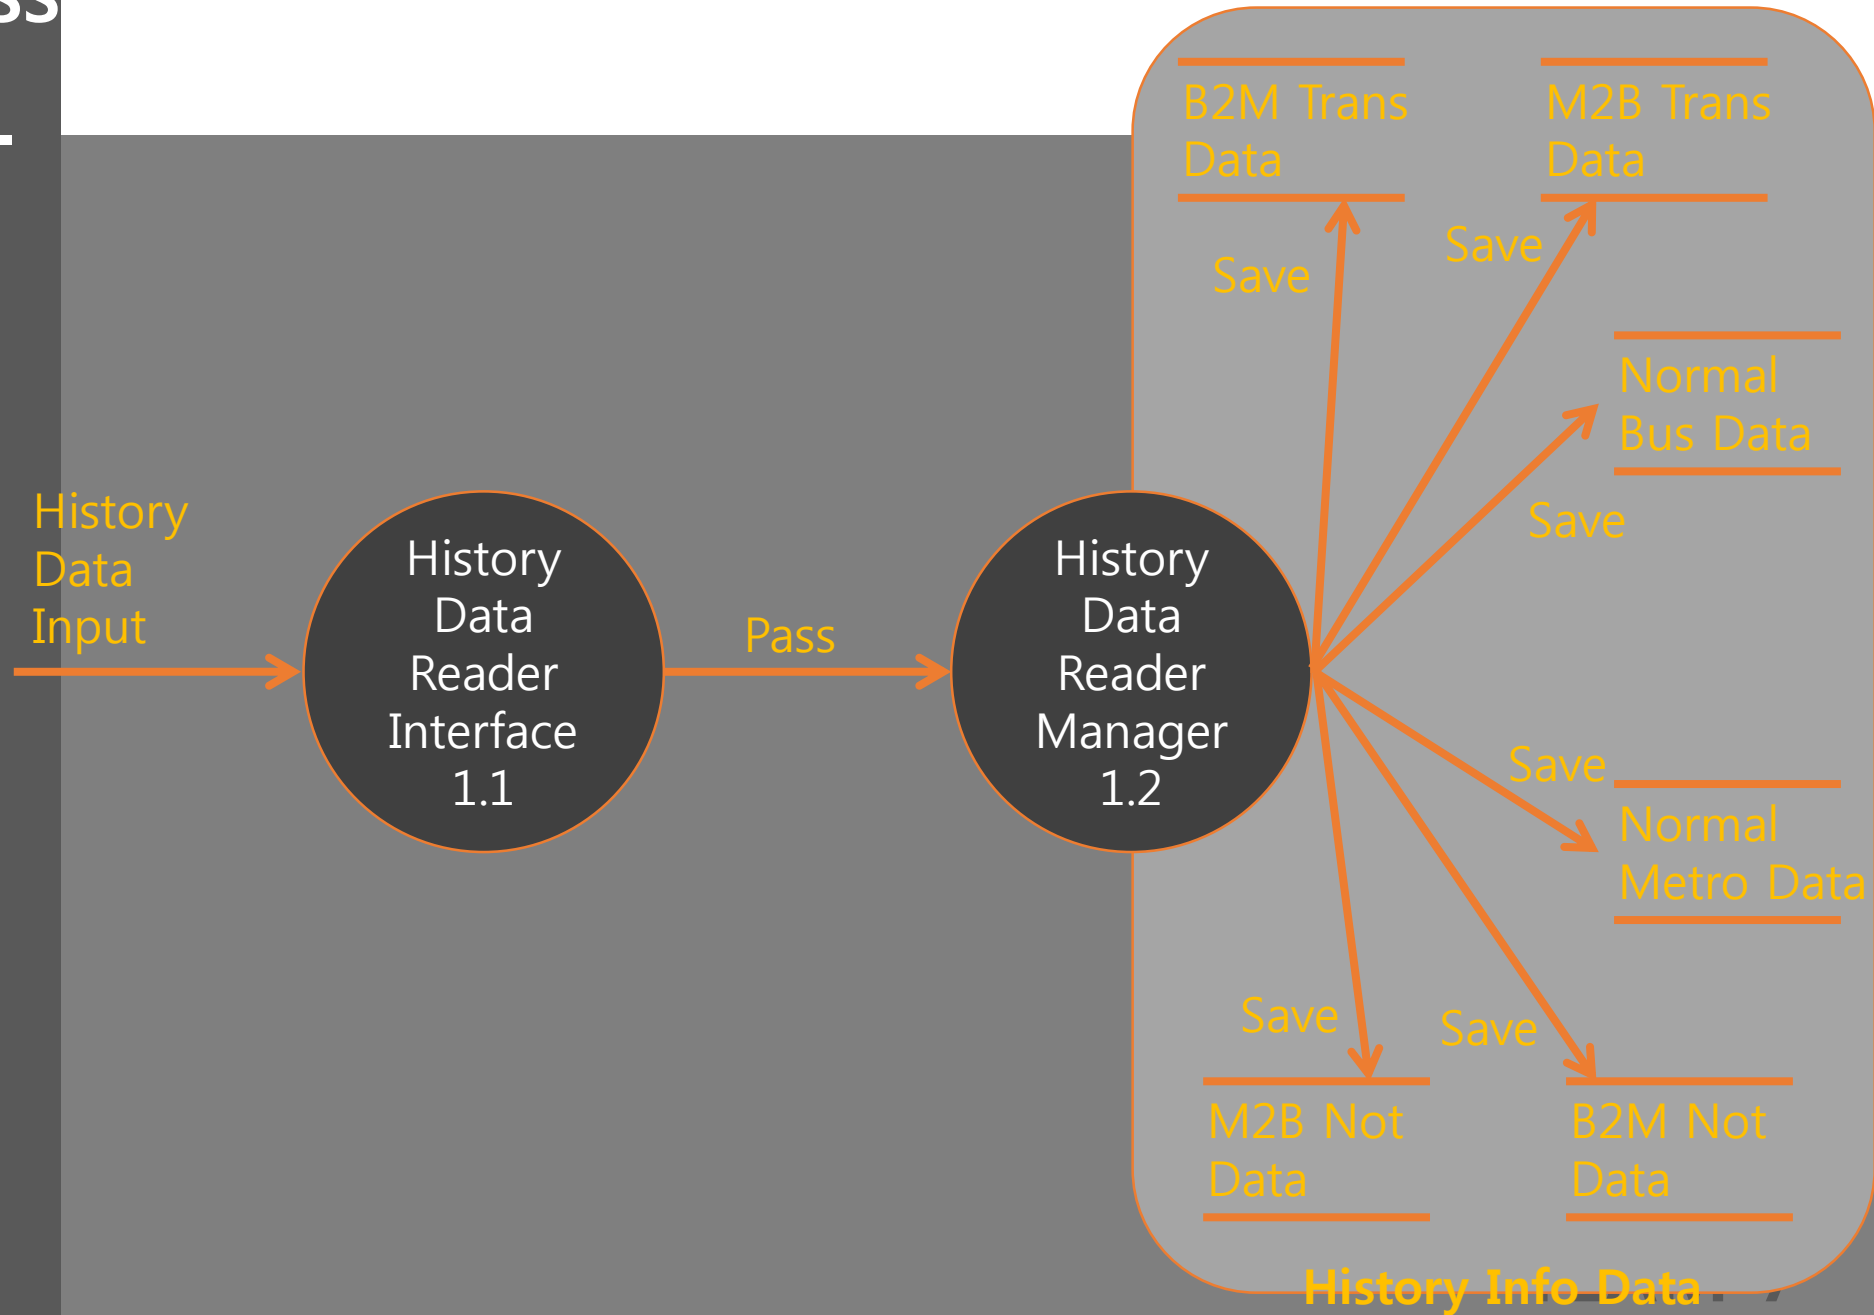 ss
B2M Trans
Data
M2B Trans
Data
Save
Save
Normal
Bus Data
Save
History
Data
Input
History
Data
Reader
Interface
1.1
Pass
History
Data
Reader
Manager
1.2
Save
Normal
Metro Data
Save
Save
M2B Not
Data
B2M Not
Data
History Info Data